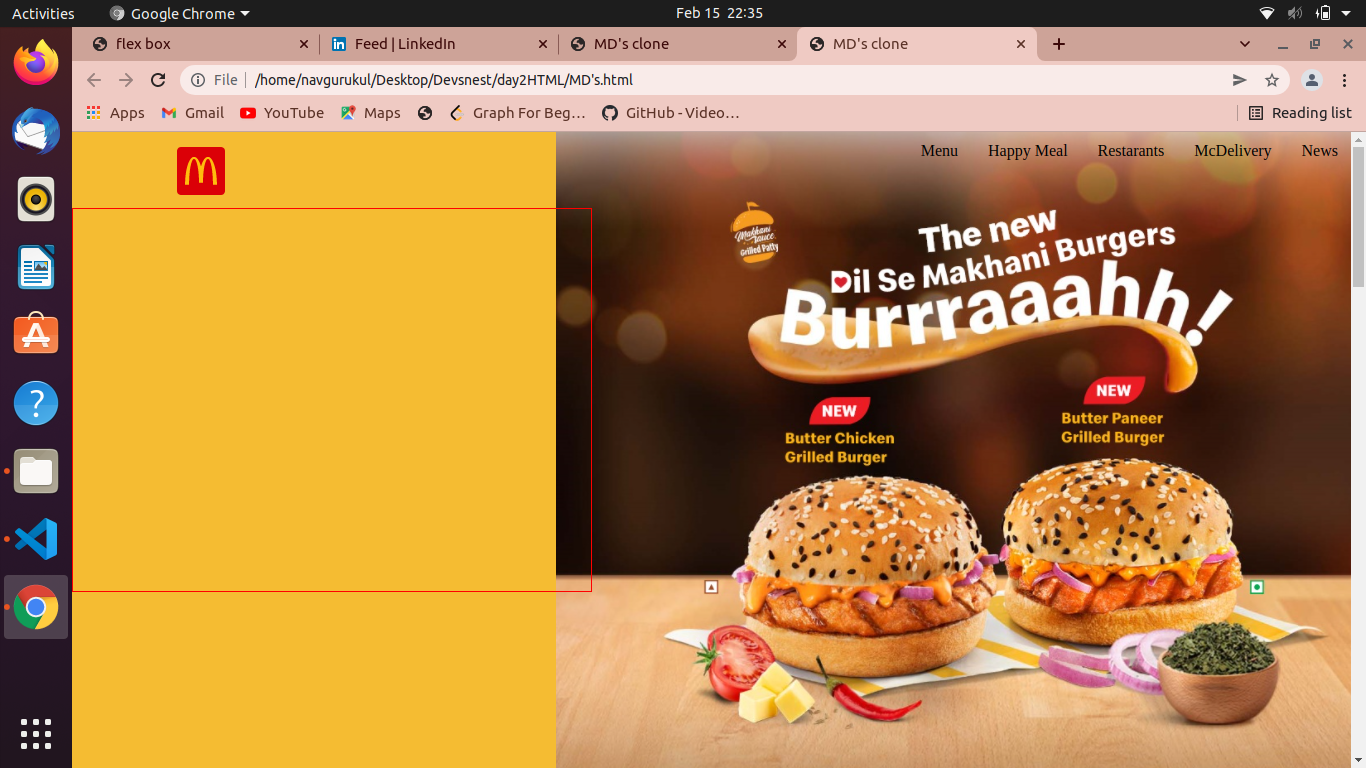 Activities
Google Chrome
Feb 15 22:35
flex box
Feed | LinkedIn
MD's clone
MD's clone
File
/home/navgurukul/Desktop/Devsnest/day2HTML/MD's.html
Apps
Gmail
YouTube
Maps
Graph For Beg…
GitHub - Video…
Reading list
Menu
Happy Meal
Restarants
McDelivery
News
Makhani
Sauce
Grilled Patty
The new
Dil Se Makhani Burgers
Burrraaahh!
NEW
Butter Chicken
Grilled Burger
NEW
Butter Paneer
Grilled Burger